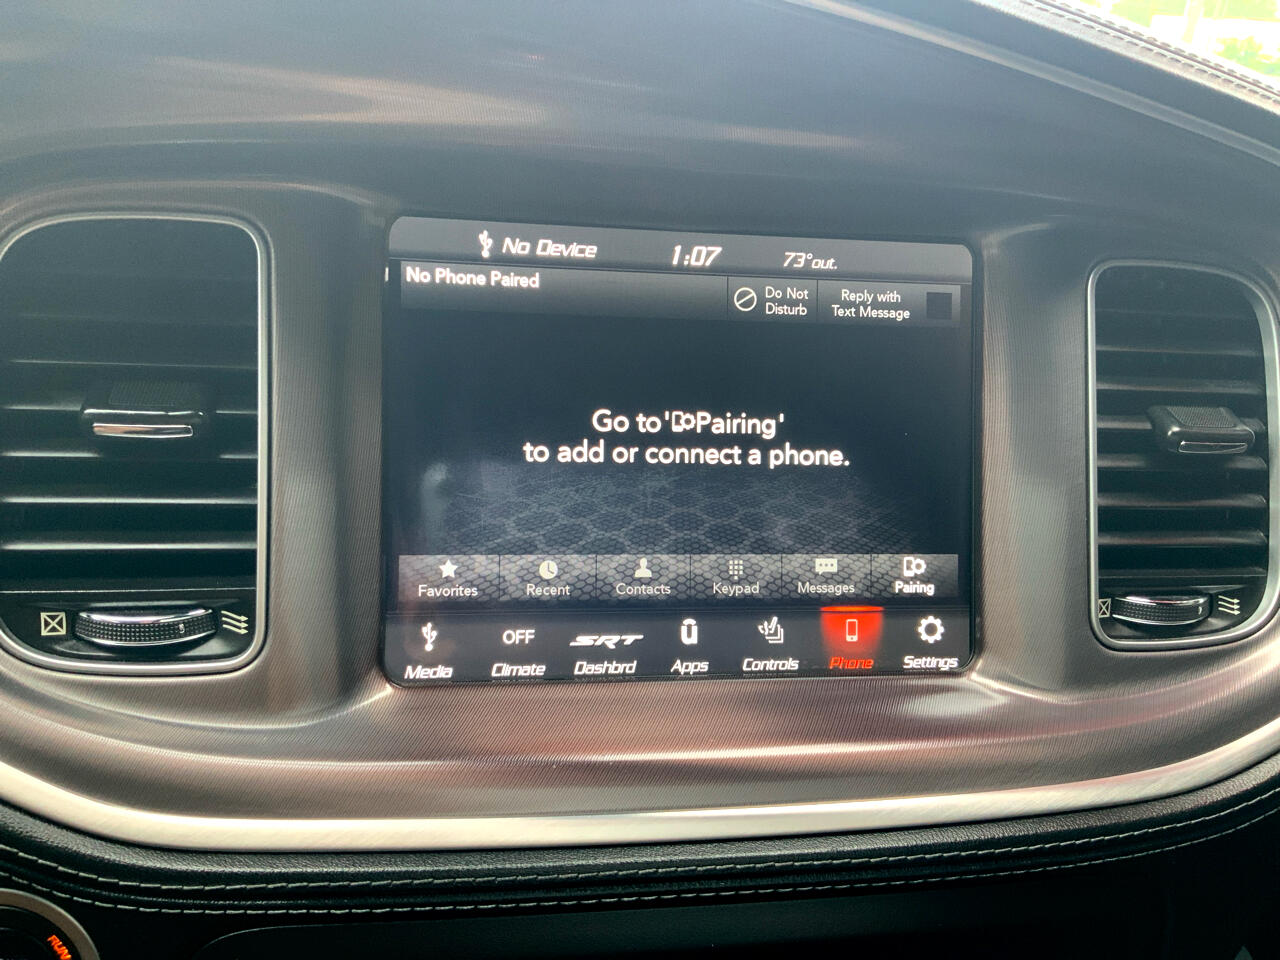 No Device
1:07
73° out.
No Phone Paired
Do Not
Disturb
Reply with
Text Message
Go to 'Pairing'
to add or connect a phone.
Favorites
Recent
Contacts
Keypad
Messages
Pairing
OFF
SRT
Media
Climate
Dashbrd
Apps
Controls
Phone
Settings
RUN